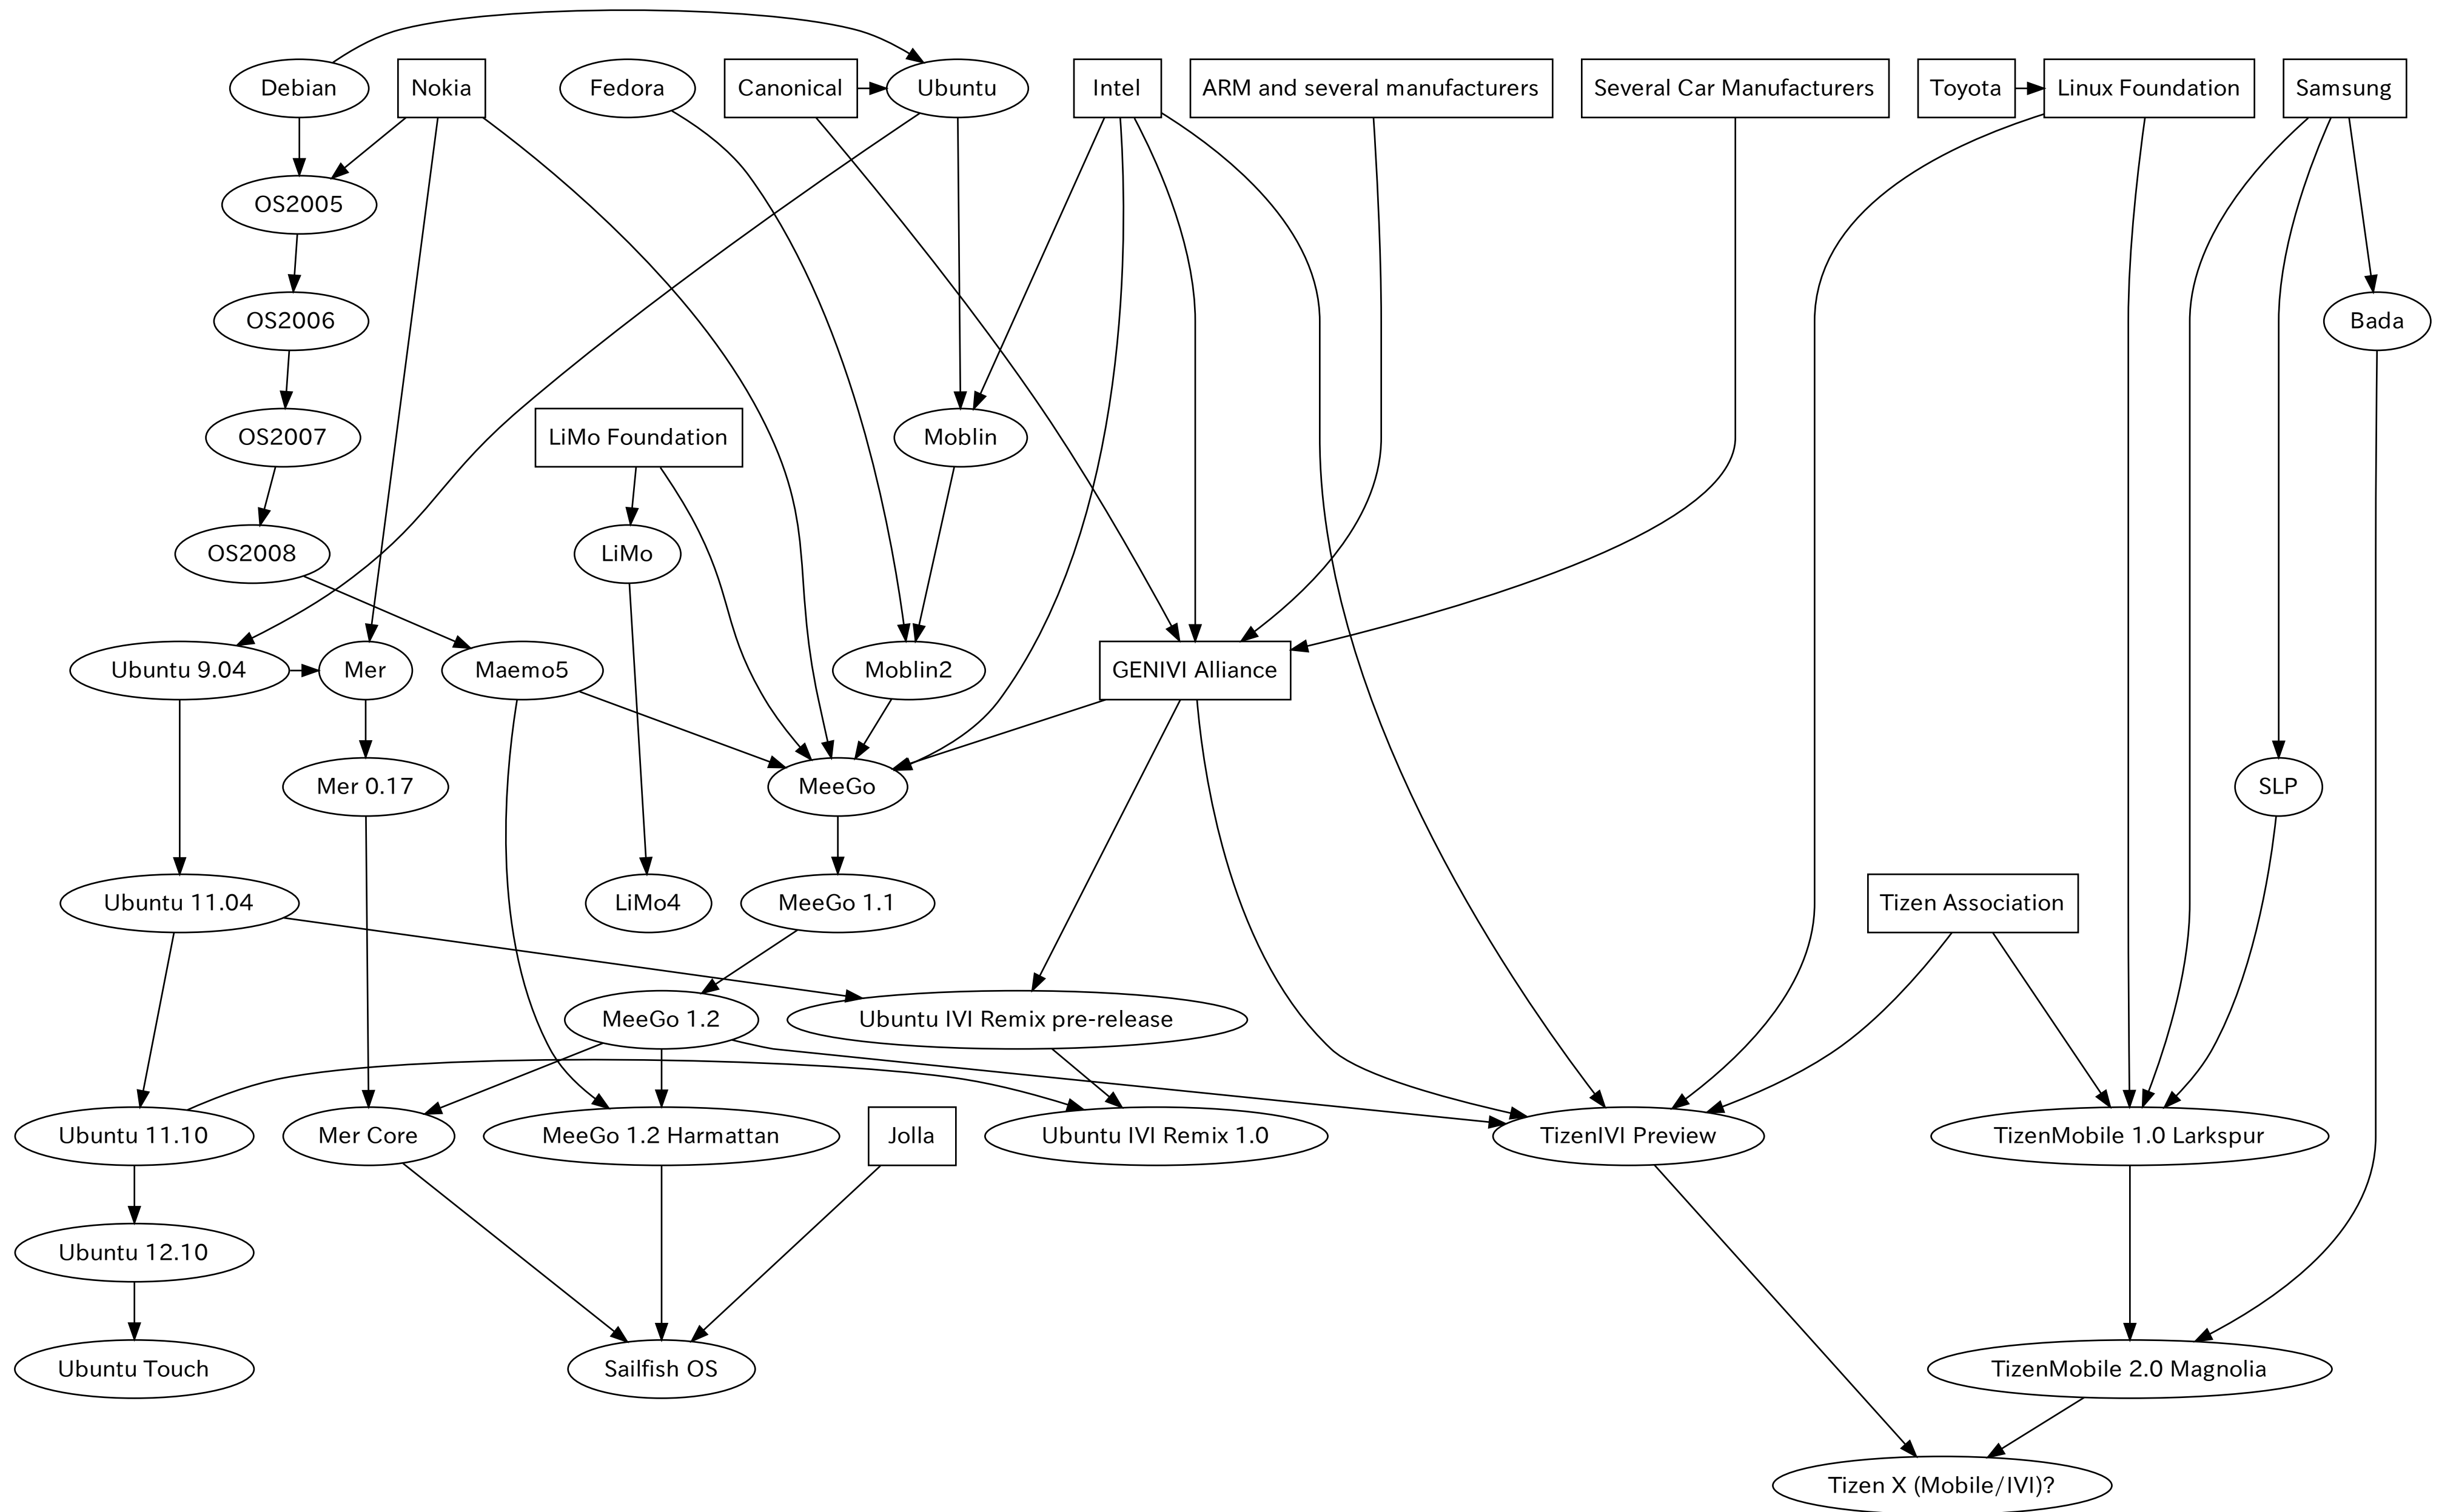 Debian
Nokia
Fedora
Canonical
Ubuntu
Intel
ARM and several manufacturers
Several Car Manufacturers
Toyota
Linux Foundation
Samsung
OS2005
OS2006
Bada
OS2007
LiMo Foundation
Moblin
OS2008
LiMo
Ubuntu 9.04
Mer
Maemo5
Moblin2
GENIVI Alliance
Mer 0.17
MeeGo
SLP
Ubuntu 11.04
LiMo4
MeeGo 1.1
Tizen Association
MeeGo 1.2
Ubuntu IVI Remix pre-release
Ubuntu 11.10
Mer Core
MeeGo 1.2 Harmattan
Jolla
Ubuntu IVI Remix 1.0
TizenIVI Preview
TizenMobile 1.0 Larkspur
Ubuntu 12.10
Ubuntu Touch
Sailfish OS
TizenMobile 2.0 Magnolia
Tizen X (Mobile/IVI)?